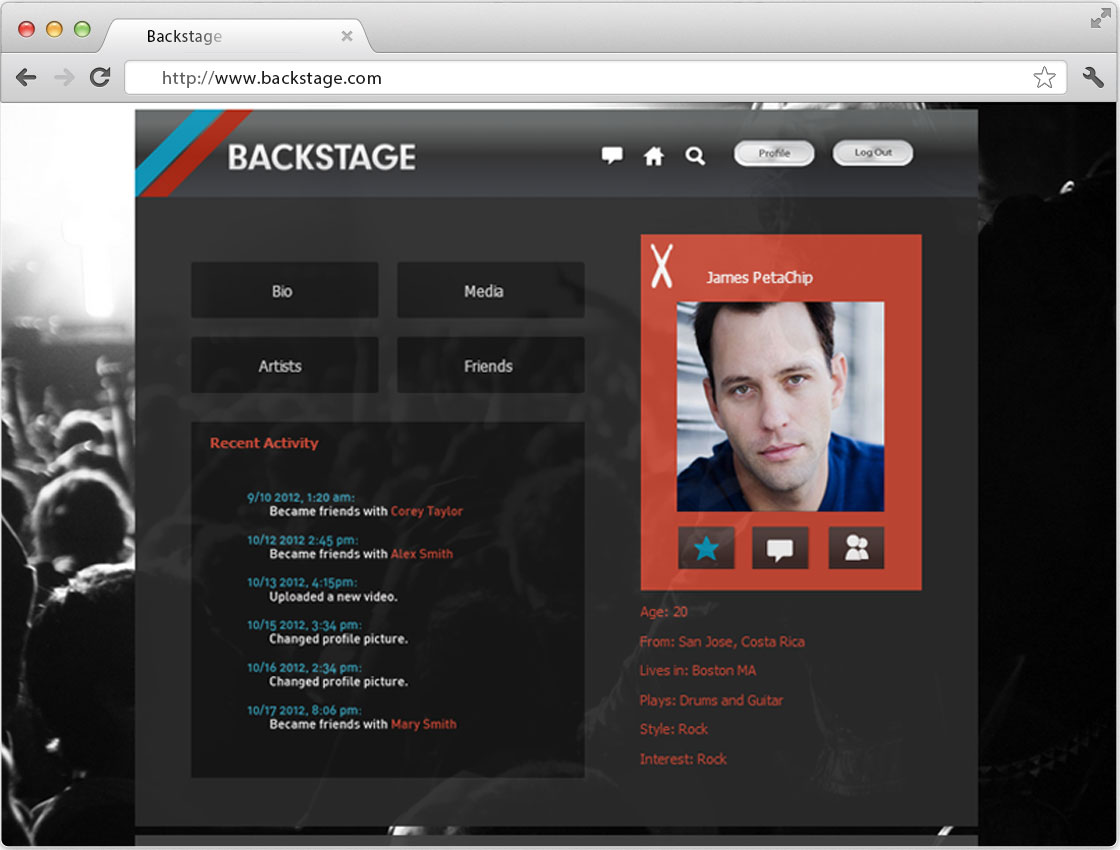 Backstage
http://www.backstage.com
BACKSTAGE
Profile
Log Out
Bio
Media
Artists
Friends
Recent Activity
9/10 2012, 1:20 am:
Became friends with Corey Taylor
10/12 2012 2:45 pm:
Became friends with Alex Smith
10/13 2012, 4:15pm:
Uploaded a new video.
10/15 2012, 3:34 pm:
Changed profile picture.
10/16 2012, 2:34 pm:
Changed profile picture.
10/17 2012, 8:06 pm:
Became friends with Mary Smith
James PetaChip
Age: 20
From: San Jose, Costa Rica
Lives in: Boston MA
Plays: Drums and Guitar
Style: Rock
Interest: Rock